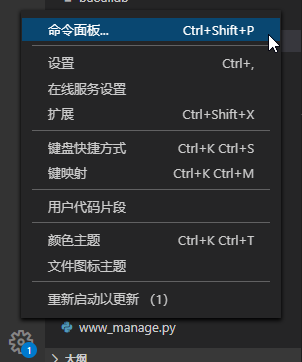 命令面板... Ctrl+Shift+P
设置 Ctrl+,
在线服务设置
扩展 Ctrl+Shift+X
键盘快捷方式 Ctrl+K Ctrl+S
键映射 Ctrl+K Ctrl+M
用户代码片段
颜色主题 Ctrl+K Ctrl+T
文件图标主题
重新启动以更新 (1)
www_manage.py
1